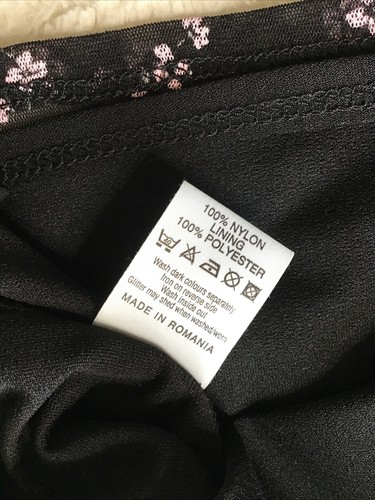 100% NYLON
LINING
100% POLYESTER
Wash dark colours separately
Iron on reverse side
Wash inside out
Glitter may shed when washed/worn
MADE IN ROMANIA